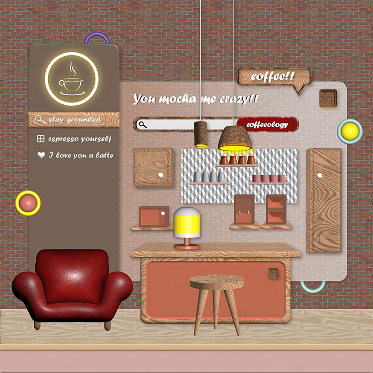 coffee!!
You mocha me crazy!!
stay grounded
coffeeology
espresso yourself
I love you a latte